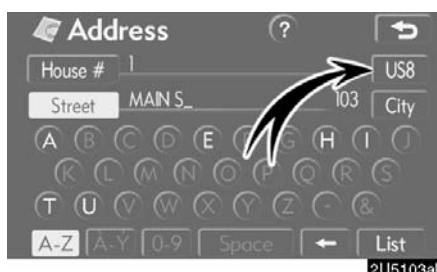 Address ?
House # 1 US8
Street MAIN S_ 103 City
A B C D E G H I J
K L M N O P Q R S
T U V W X Y Z - &
A-Z À-Ý 0-9 Space ← List
2U5103a